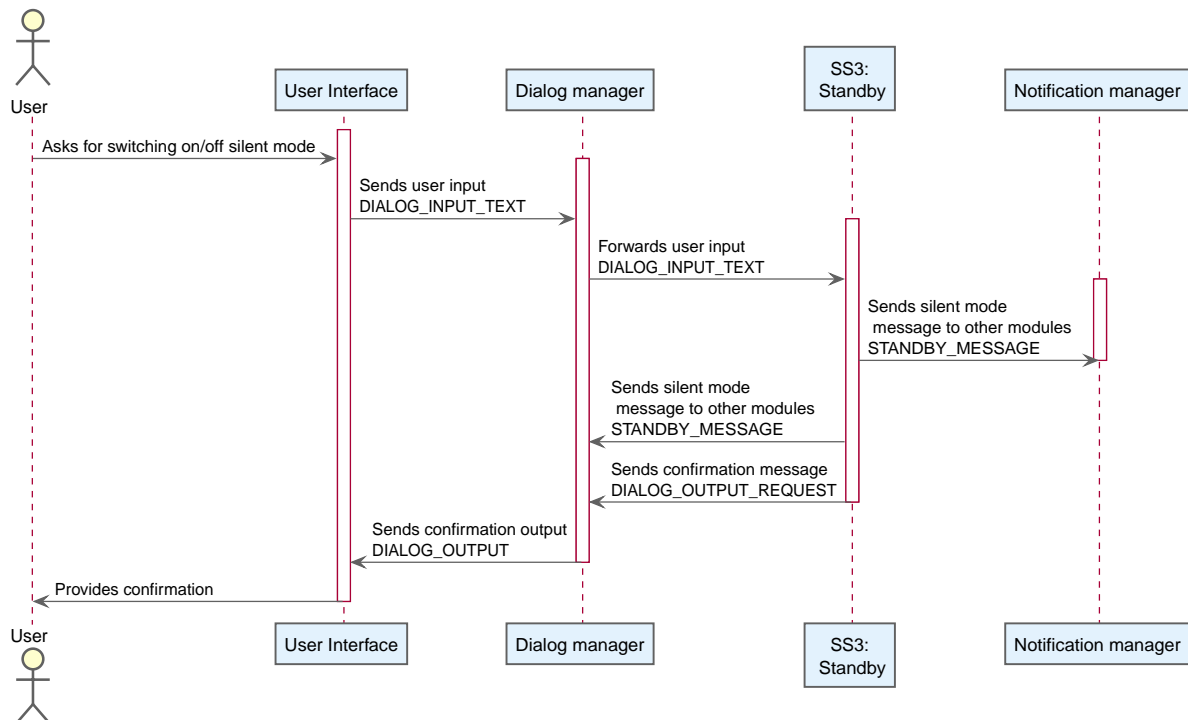 User
User Interface
Dialog manager
SS3:
Standby
Notification manager
Asks for switching on/off silent mode
Sends user input
DIALOG_INPUT_TEXT
Forwards user input
DIALOG_INPUT_TEXT
Sends silent mode
message to other modules
STANDBY_MESSAGE
Sends silent mode
message to other modules
STANDBY_MESSAGE
Sends confirmation message
DIALOG_OUTPUT_REQUEST
Sends confirmation output
DIALOG_OUTPUT
Provides confirmation
User
User Interface
Dialog manager
SS3:
Standby
Notification manager